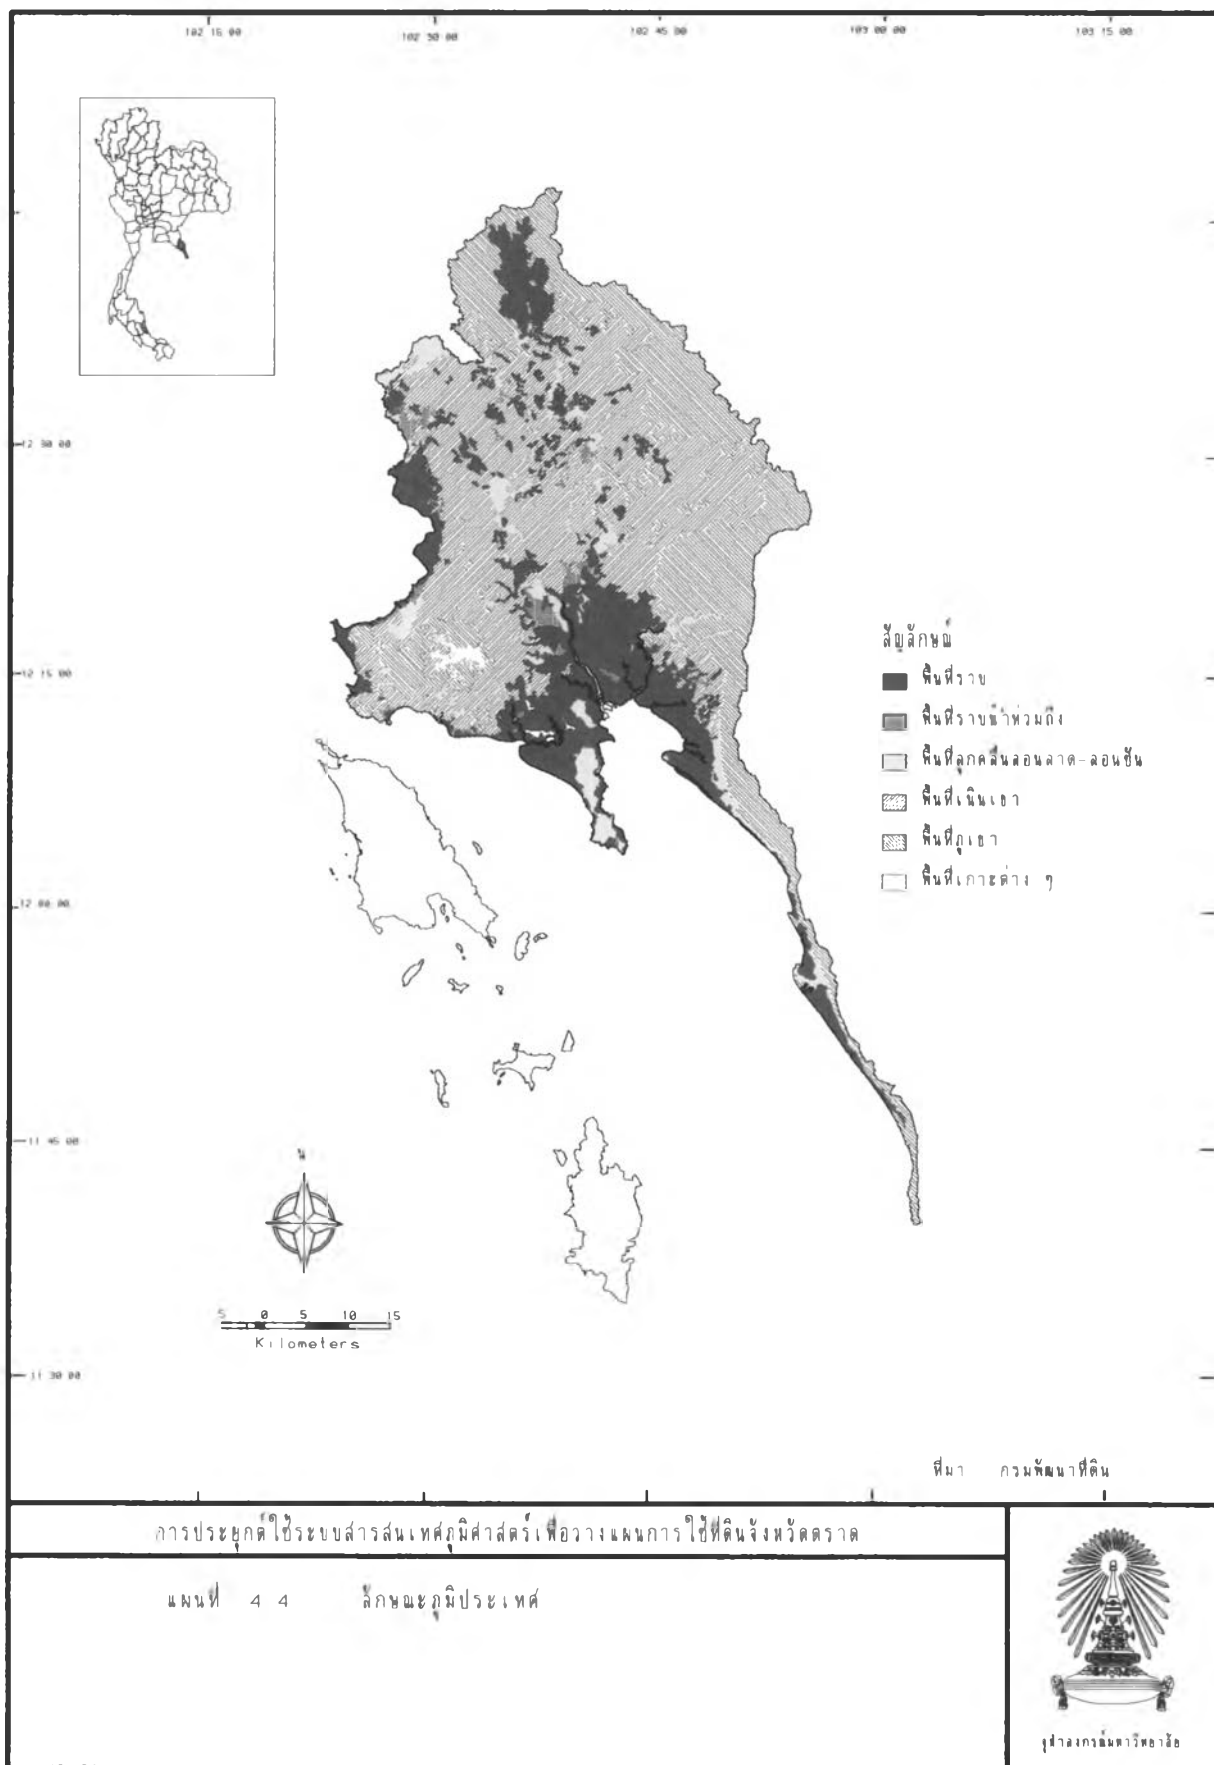 102 15 00
102 30 00
102 45 00
103 00 00
103 15 00
12 30 00
สัญลักษณ์
พื้นที่ราบ
12 15 00
พื้นที่ราบน้ำท่วมถึง
พื้นที่ลูกคลื่นลอนลาด-ลอนชัน
พื้นที่เนินเขา
พื้นที่ภูเขา
พื้นที่เกาะต่าง ๆ
12 00 00
11 45 00
น
5 0 5 10 15
Kilometers
11 30 00
ที่มา กรมพัฒนาที่ดิน
การประยุกต์ใช้ระบบสารสนเทศภูมิศาสตร์เพื่อวางแผนการใช้ที่ดินจังหวัดตราด
แผนที่ 4 4 ลักษณะภูมิประเทศ
จุฬาลงกรณ์มหาวิทยาลัย